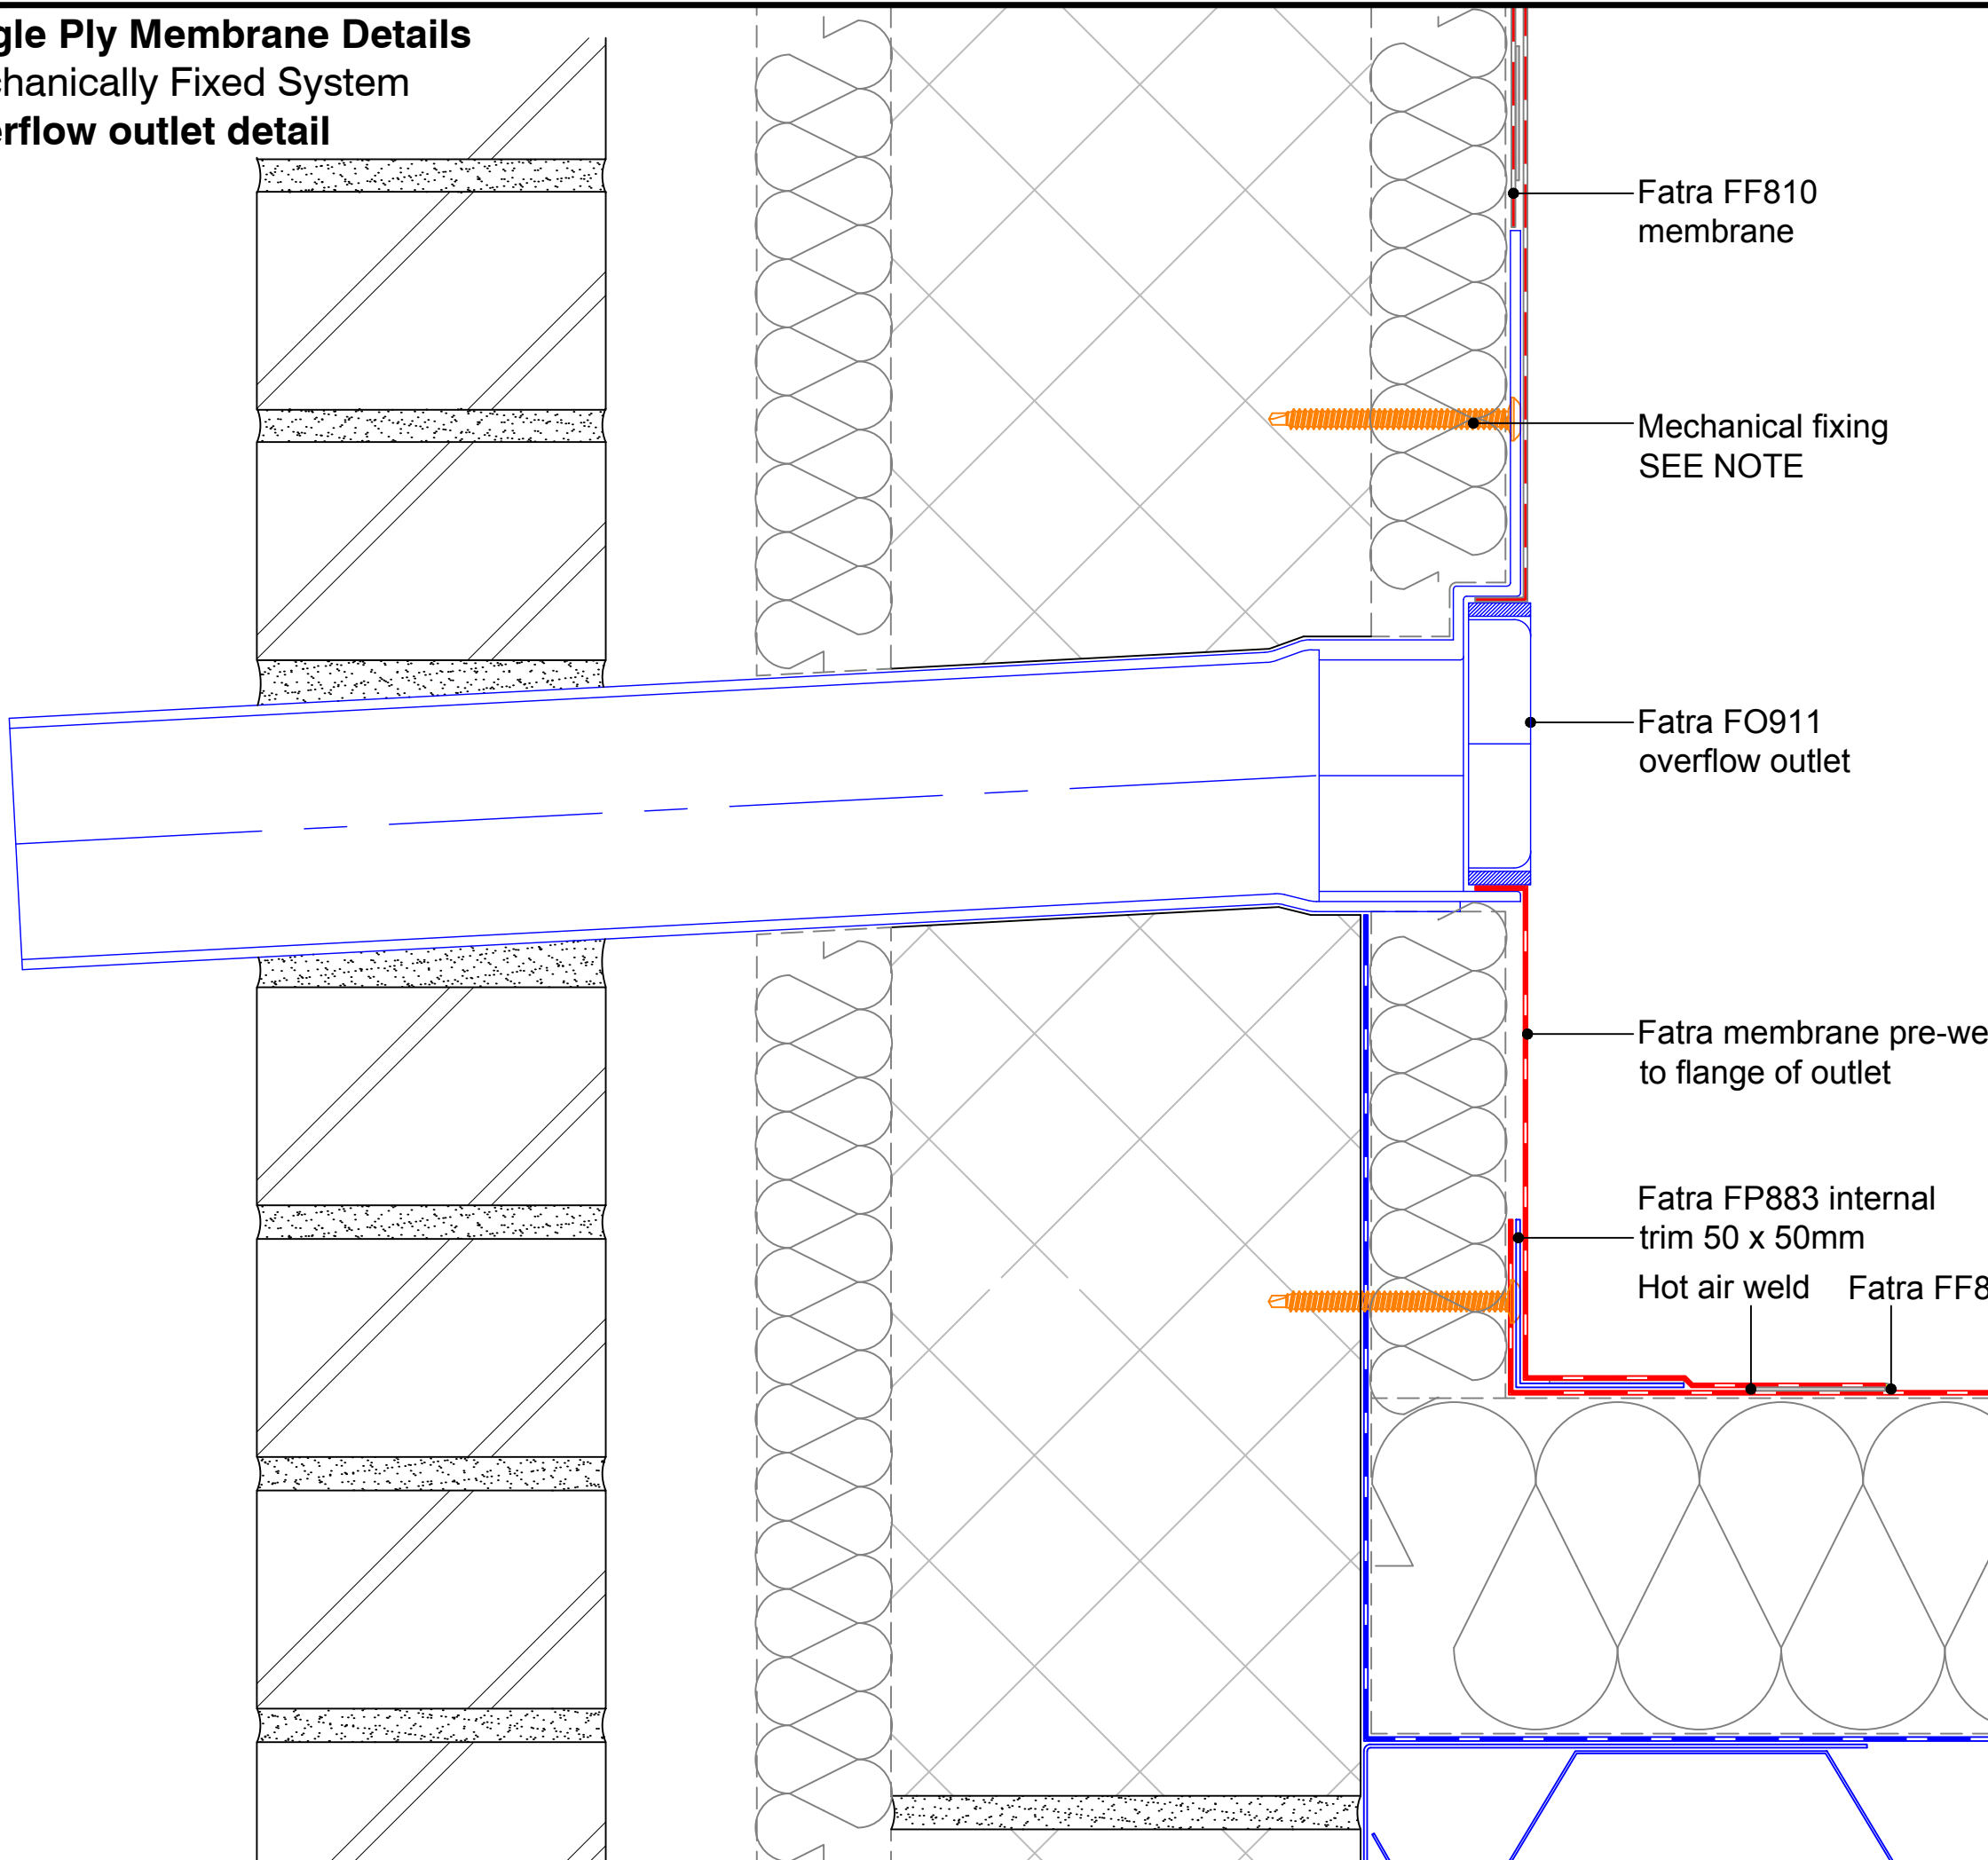 gle Ply Membrane Details
chanically Fixed System
erflow outlet detail
Fatra FF810
membrane
Mechanical fixing
SEE NOTE
Fatra FO911
overflow outlet
Fatra membrane pre-we
to flange of outlet
Fatra FP883 internal
trim 50 x 50mm
Hot air weld Fatra FF8